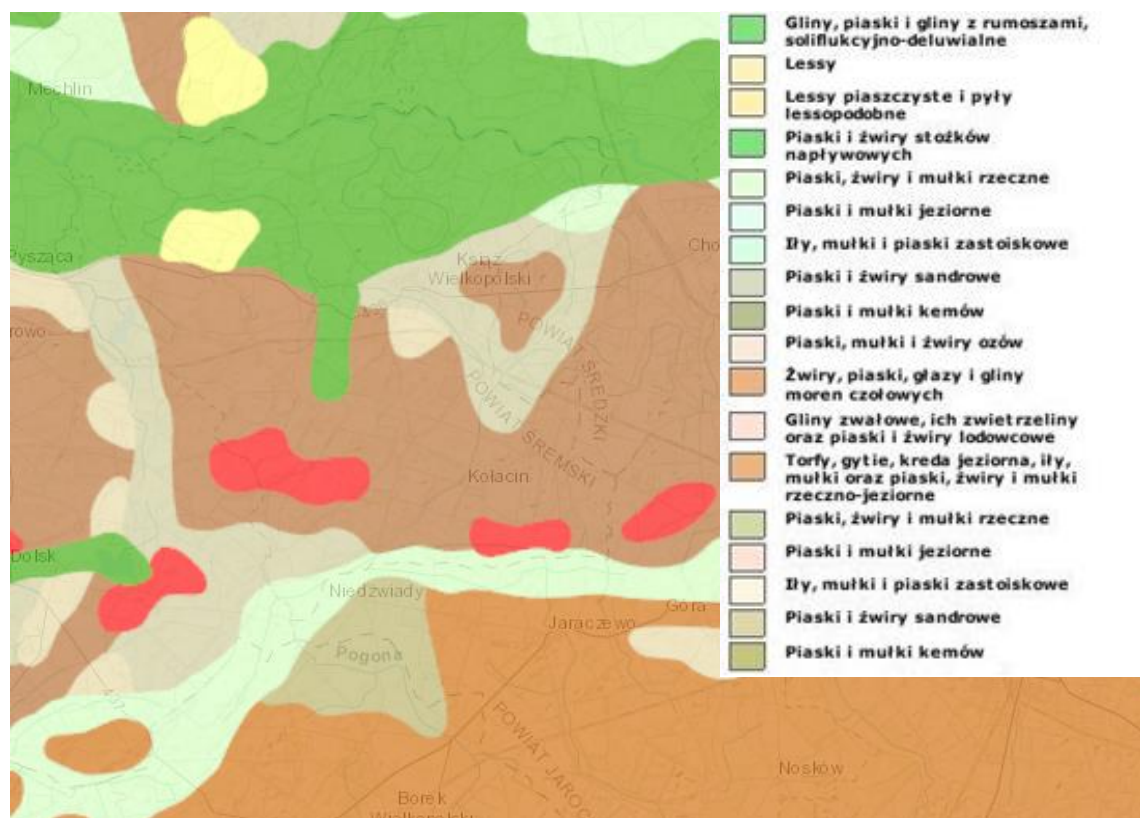 Mechlin
Pysząca
Książ
Wielkopolski
Cho
rowo
POWIAT ŚREDZKI
POWIAT ŚREMSKI
Kołacin
Dolsk
Niedźwiady
Pogona
Jaraczewo
Góra
POWIAT JAROC
Nosków
Borek
Wielkopolski
Gliny, piaski i gliny z rumoszami,
soliflukcyjno-deluwialne
Lessy
Lessy piaszczyste i pyły
lessopodobne
Piaski i żwiry stożków
napływowych
Piaski, żwiry i mułki rzeczne
Piaski i mułki jeziorne
Iły, mułki i piaski zastoiskowe
Piaski i żwiry sandrowe
Piaski i mułki kemów
Piaski, mułki i żwiry ozów
Żwiry, piaski, głazy i gliny
moren czołowych
Gliny zwałowe, ich zwietrzeliny
oraz piaski i żwiry lodowcowe
Torfy, gytie, kreda jeziorna, iły,
mułki oraz piaski, żwiry i mułki
rzeczno-jeziorne
Piaski, żwiry i mułki rzeczne
Piaski i mułki jeziorne
Iły, mułki i piaski zastoiskowe
Piaski i żwiry sandrowe
Piaski i mułki kemów